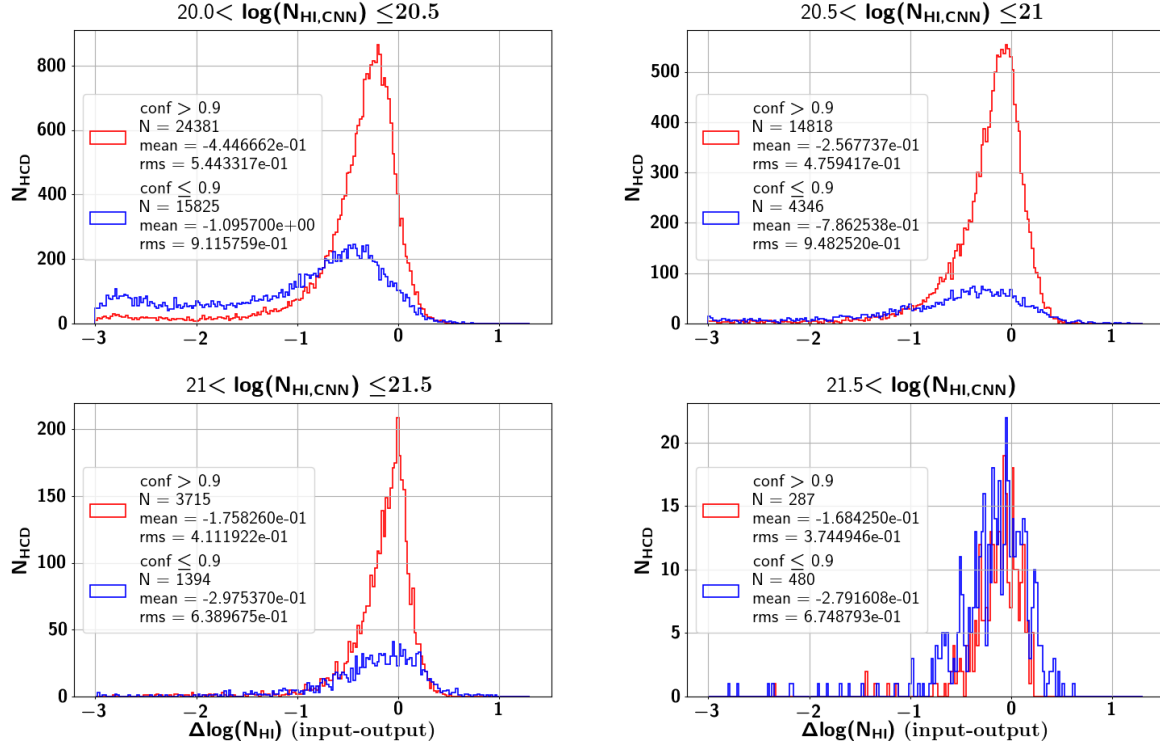 20.0< log(N_HI,CNN) ≤20.5
N_HCD
800
600
400
200
0
conf > 0.9
N = 24381
mean = -4.446662e-01
rms = 5.443317e-01
conf ≤ 0.9
N = 15825
mean = -1.095700e+00
rms = 9.115759e-01
−3 −2 −1 0 1
20.5< log(N_HI,CNN) ≤21
N_HCD
500
400
300
200
100
0
conf > 0.9
N = 14818
mean = -2.567737e-01
rms = 4.759417e-01
conf ≤ 0.9
N = 4346
mean = -7.862538e-01
rms = 9.482520e-01
−3 −2 −1 0 1
21< log(N_HI,CNN) ≤21.5
N_HCD
200
150
100
50
0
conf > 0.9
N = 3715
mean = -1.758260e-01
rms = 4.111922e-01
conf ≤ 0.9
N = 1394
mean = -2.975370e-01
rms = 6.389675e-01
−3 −2 −1 0 1
Δlog(N_HI) (input-output)
21.5< log(N_HI,CNN)
N_HCD
20
15
10
5
0
conf > 0.9
N = 287
mean = -1.684250e-01
rms = 3.744946e-01
conf ≤ 0.9
N = 480
mean = -2.791608e-01
rms = 6.748793e-01
−3 −2 −1 0 1
Δlog(N_HI) (input-output)